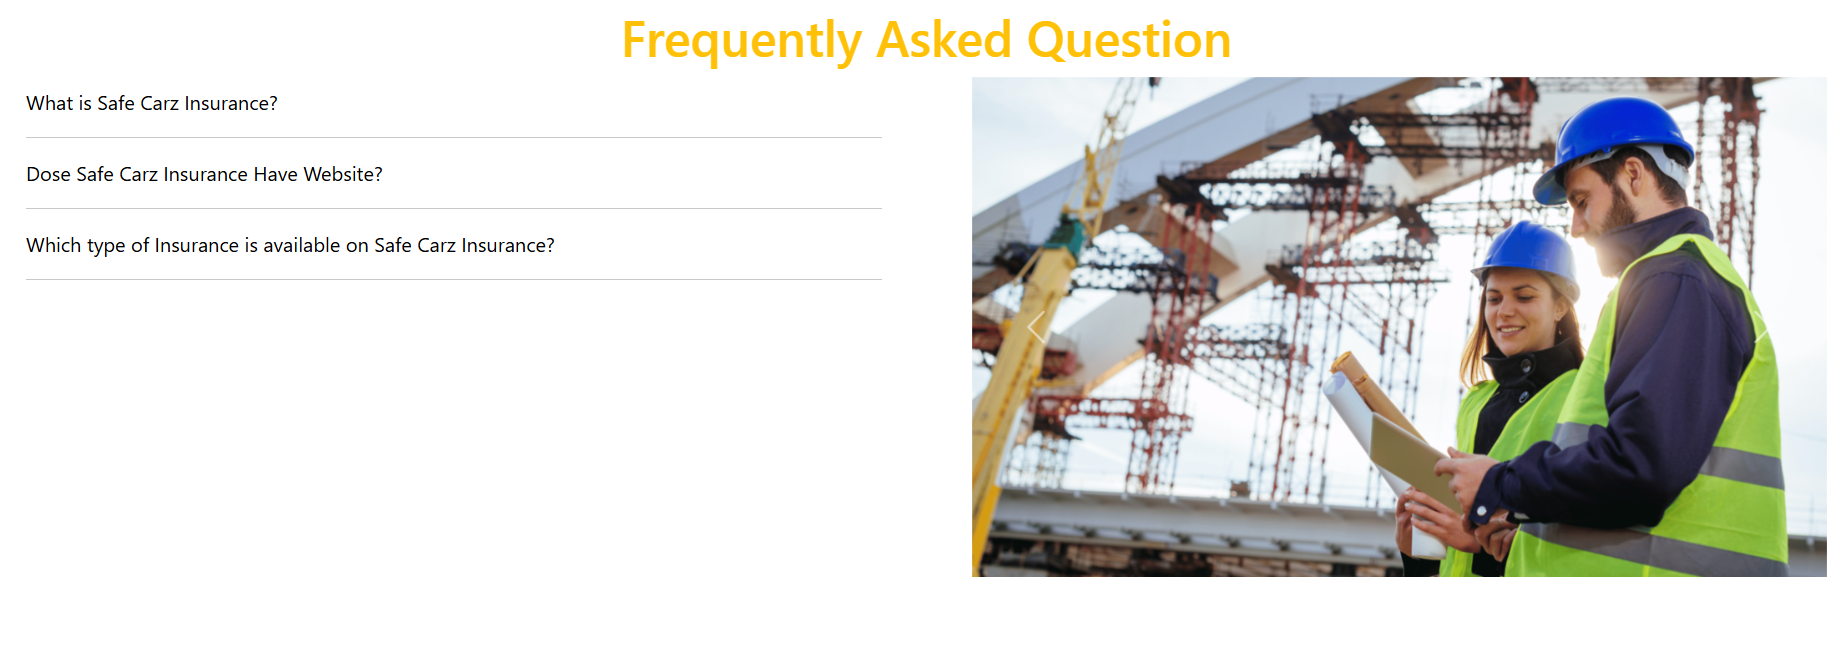 Frequently Asked Question
What is Safe Carz Insurance?
Dose Safe Carz Insurance Have Website?
Which type of Insurance is available on Safe Carz Insurance?